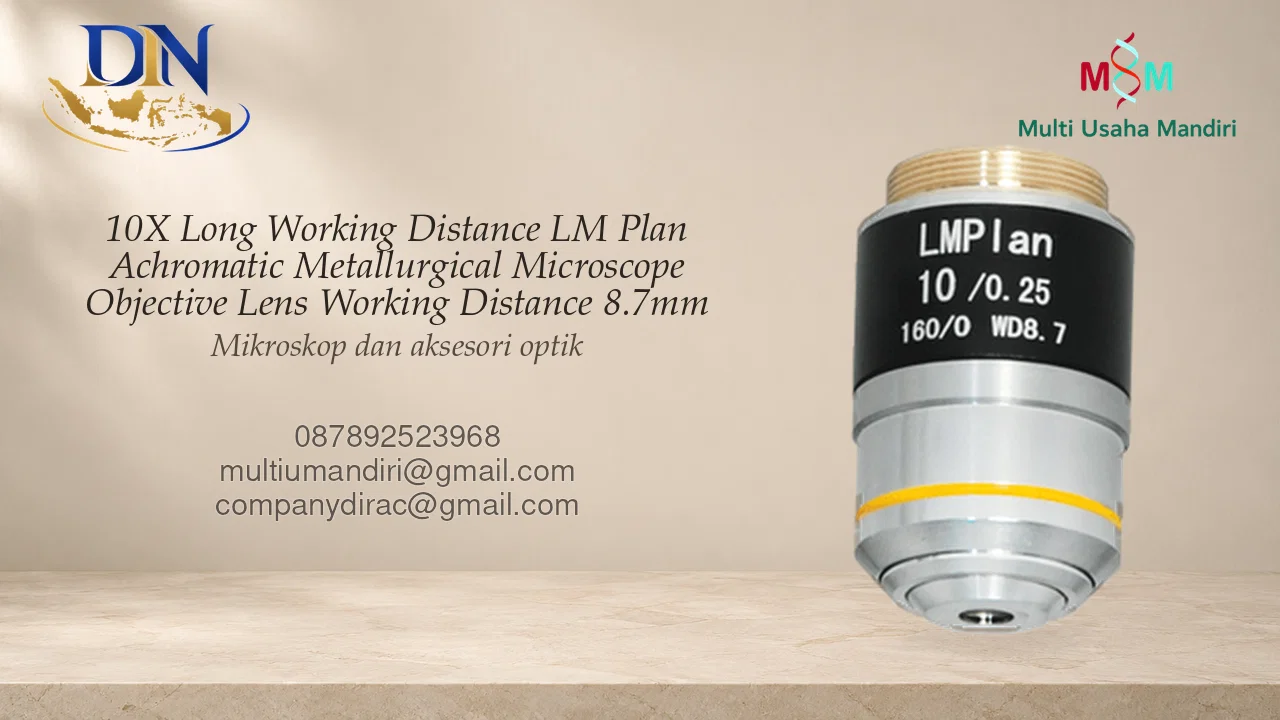 DN
M M
Multi Usaha Mandiri
10X Long Working Distance LM Plan
Achromatic Metallurgical Microscope
Objective Lens Working Distance 8.7mm
Mikroskop dan aksesori optik
087892523968
multiumandiri@gmail.com
companydirac@gmail.com
LMPlan
10 /0.25
160/0 WD8.7